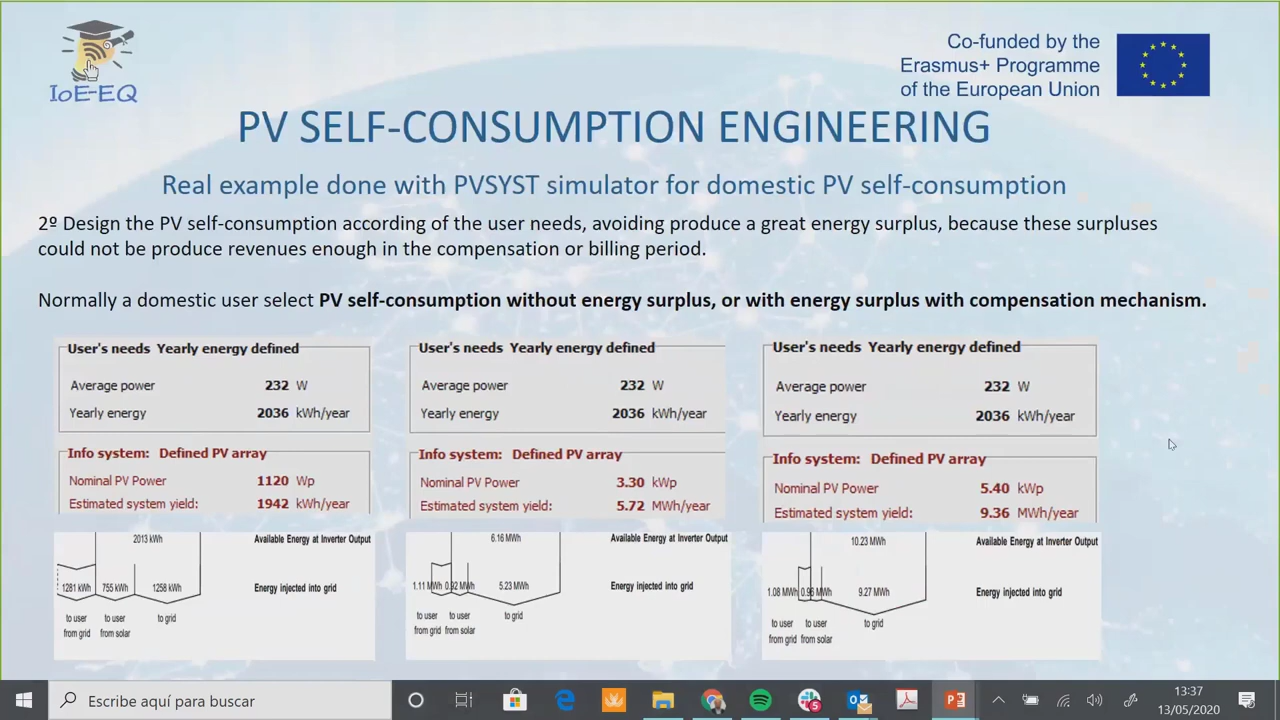 IoE-EQ
Co-funded by the
Erasmus+ Programme
of the European Union
PV SELF-CONSUMPTION ENGINEERING
Real example done with PVSYST simulator for domestic PV self-consumption
2º Design the PV self-consumption according of the user needs, avoiding produce a great energy surplus, because these surpluses
could not be produce revenues enough in the compensation or billing period.
Normally a domestic user select PV self-consumption without energy surplus, or with energy surplus with compensation mechanism.
User's needs Yearly energy defined
Average power 232 W
Yearly energy 2036 kWh/year
Info system: Defined PV array
Nominal PV Power 1120 Wp
Estimated system yield: 1942 kWh/year
2013 kWh Available Energy at Inverter Output
1281 kWh 755 kWh 1258 kWh Energy injected into grid
to user to user to grid
from grid from solar
User's needs Yearly energy defined
Average power 232 W
Yearly energy 2036 kWh/year
Info system: Defined PV array
Nominal PV Power 3.30 kWp
Estimated system yield: 5.72 MWh/year
6.16 MWh Available Energy at Inverter Output
1.11 MWh 0.92 MWh 5.23 MWh Energy injected into grid
to user to user to grid
from grid from solar
User's needs Yearly energy defined
Average power 232 W
Yearly energy 2036 kWh/year
Info system: Defined PV array
Nominal PV Power 5.40 kWp
Estimated system yield: 9.36 MWh/year
10.23 MWh Available Energy at Inverter Output
1.08 MWh 0.96 MWh 9.27 MWh Energy injected into grid
to user to user to grid
from grid from solar
Escribe aquí para buscar
13:37
13/05/2020